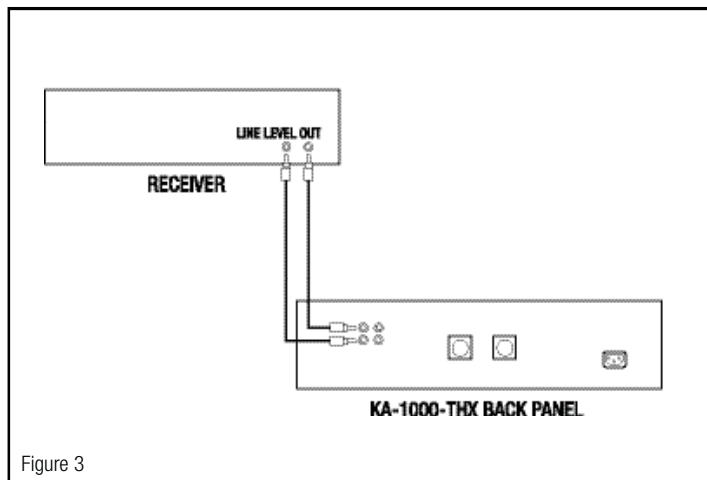 LINE LEVEL OUT
RECEIVER
KA-1000-THX BACK PANEL
Figure 3